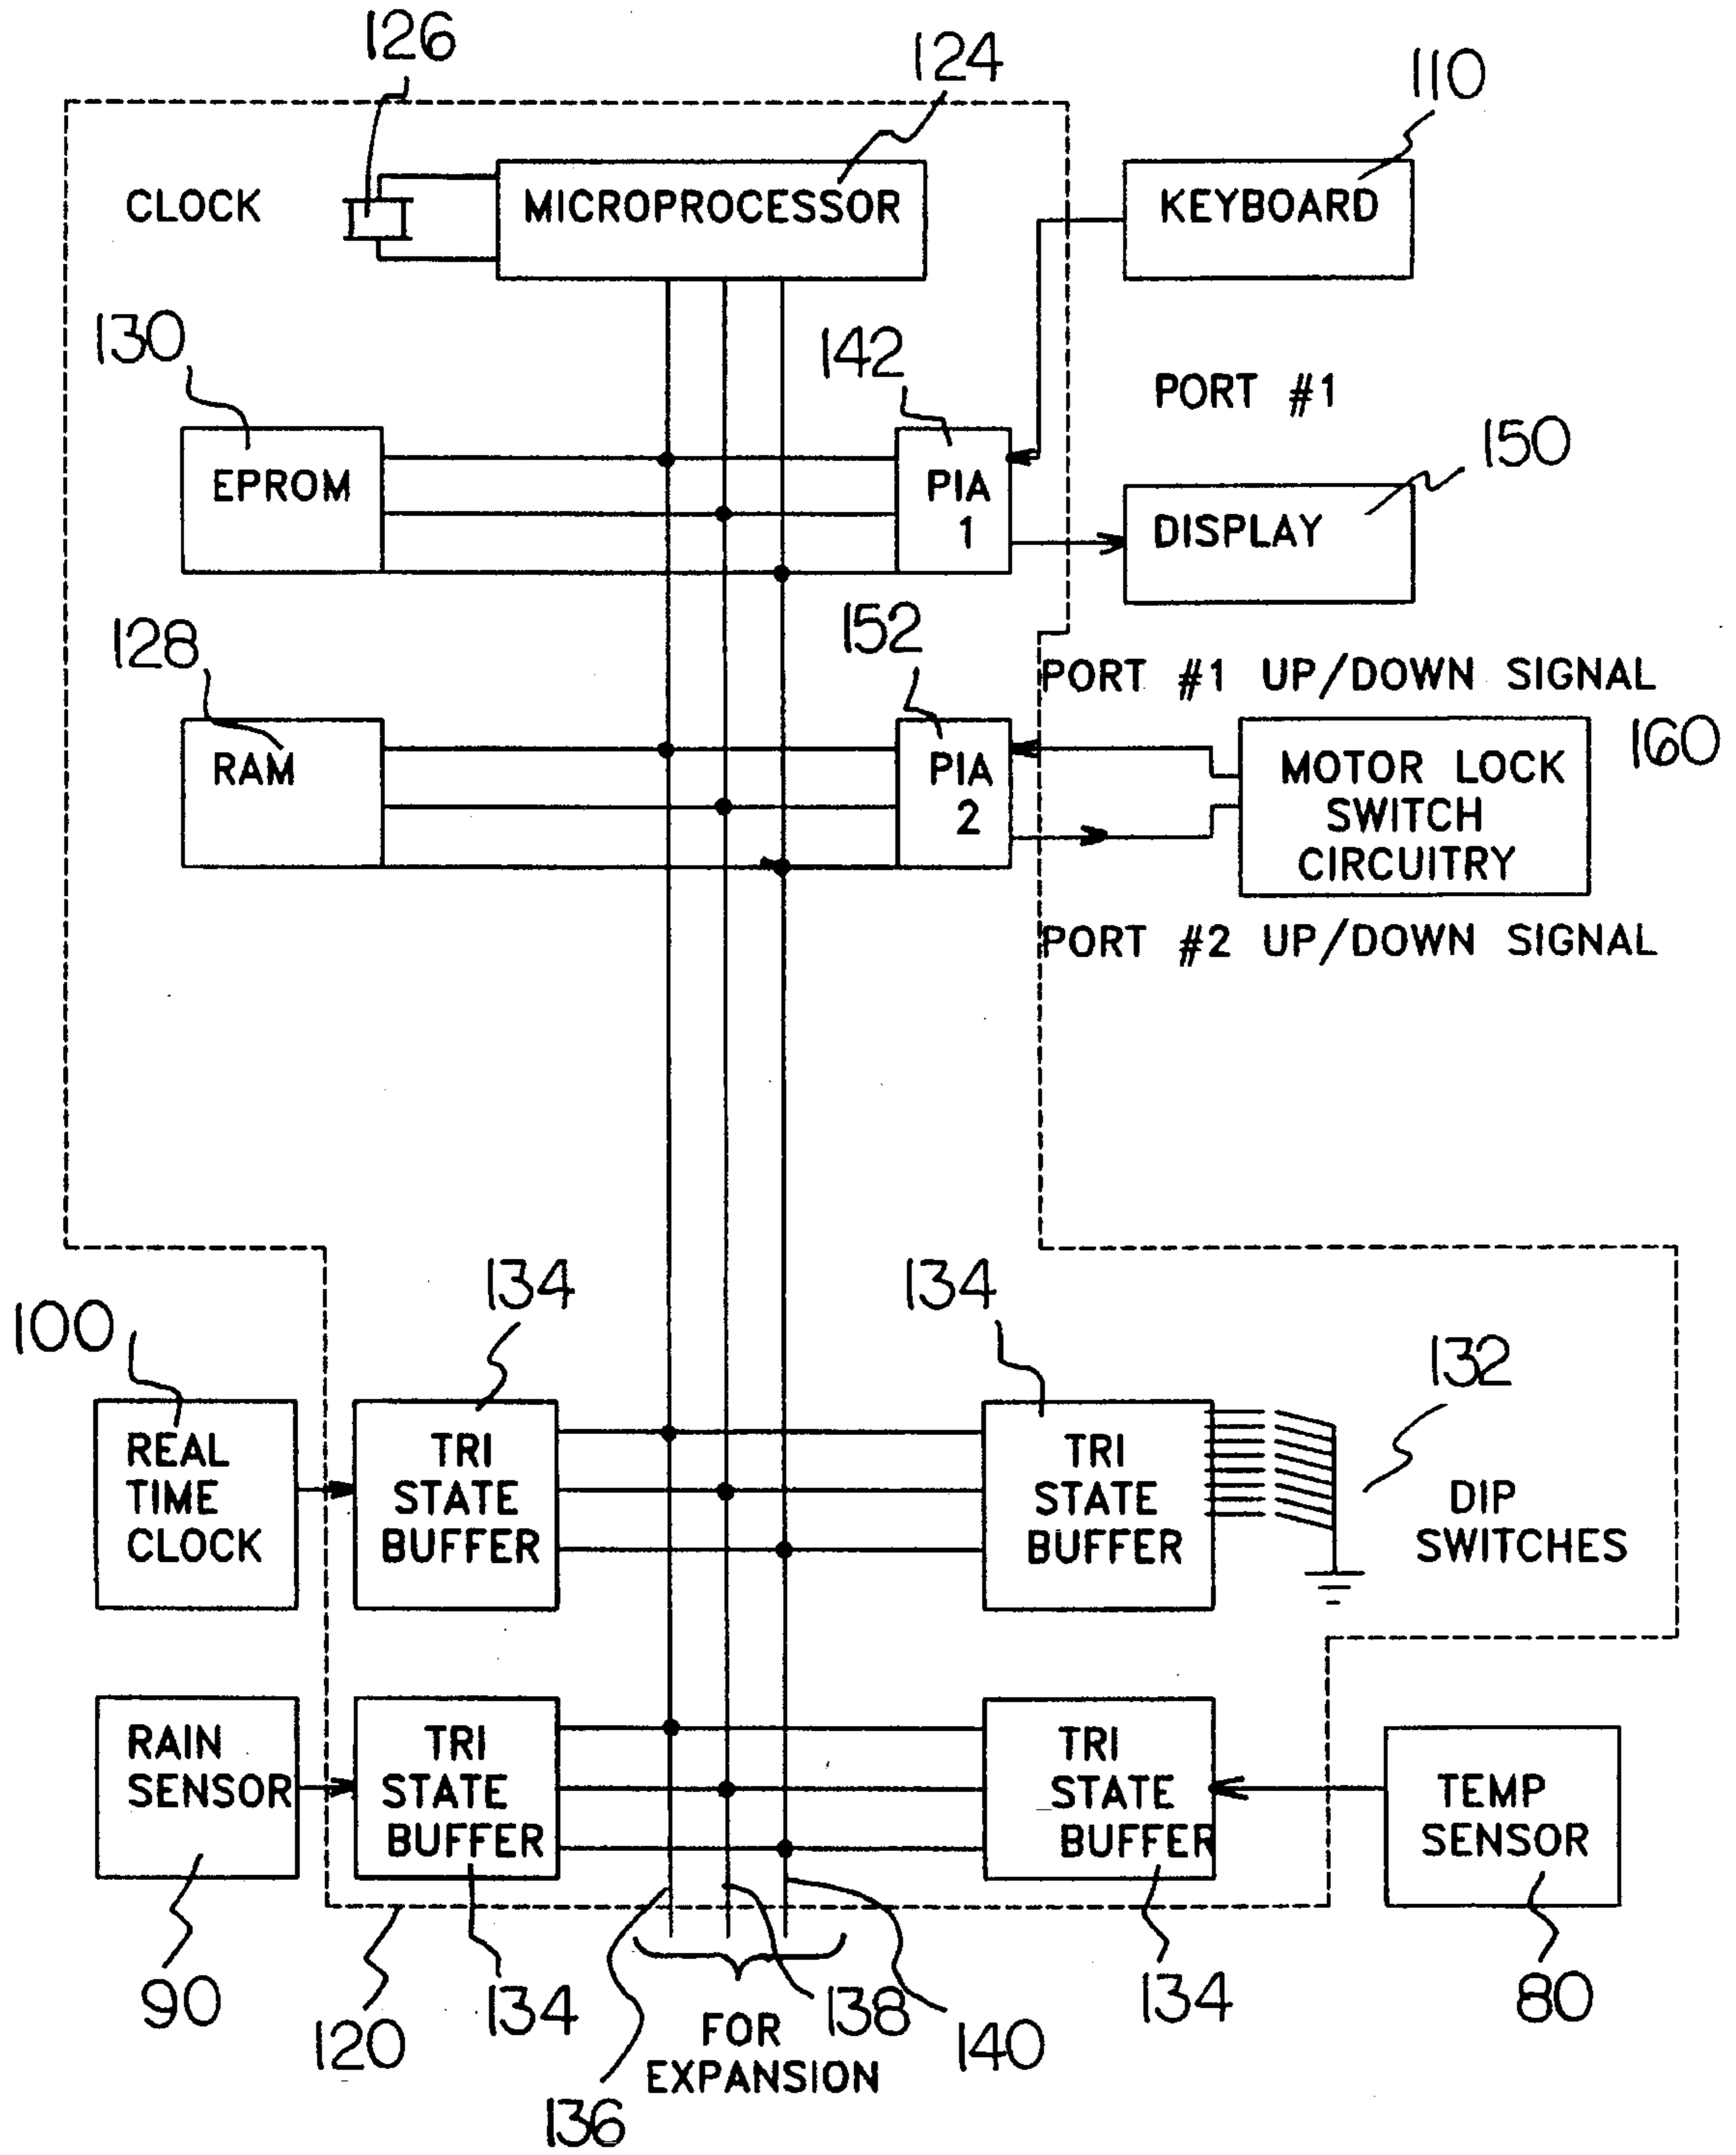 126
124
110
CLOCK
MICROPROCESSOR
KEYBOARD
130
142
PORT #1
150
EPROM
PIA
1
DISPLAY
128
152
PORT #1 UP/DOWN SIGNAL
160
RAM
PIA
2
MOTOR LOCK
SWITCH
CIRCUITRY
PORT #2 UP/DOWN SIGNAL
100
134
134
132
REAL
TIME
CLOCK
TRI
STATE
BUFFER
TRI
STATE
BUFFER
DIP
SWITCHES
RAIN
SENSOR
TRI
STATE
BUFFER
TRI
STATE
BUFFER
TEMP
SENSOR
90
120
134
136
FOR
EXPANSION
138
140
134
80